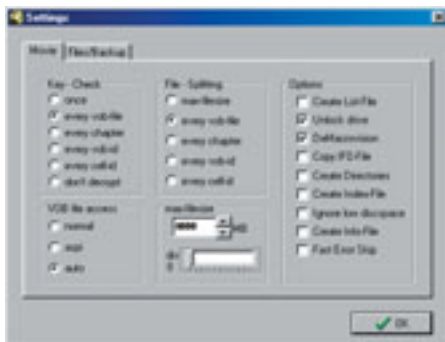 Settings
Movie
Files/Backup
Key - Check
once
every vob-file
every chapter
every vob-id
every cell-id
don't decrypt
VOB file access
normal
aspi
auto
File - Splitting
max-filesize
every vob-file
every chapter
every vob-id
every cell-id
max-filesize
MB
Options
Create List-File
Unlock drive
DeMacrovision
Copy IFO-File
Create Directories
Create Index-File
Ignore low discspace
Create Info-File
Fast Error Skip
OK